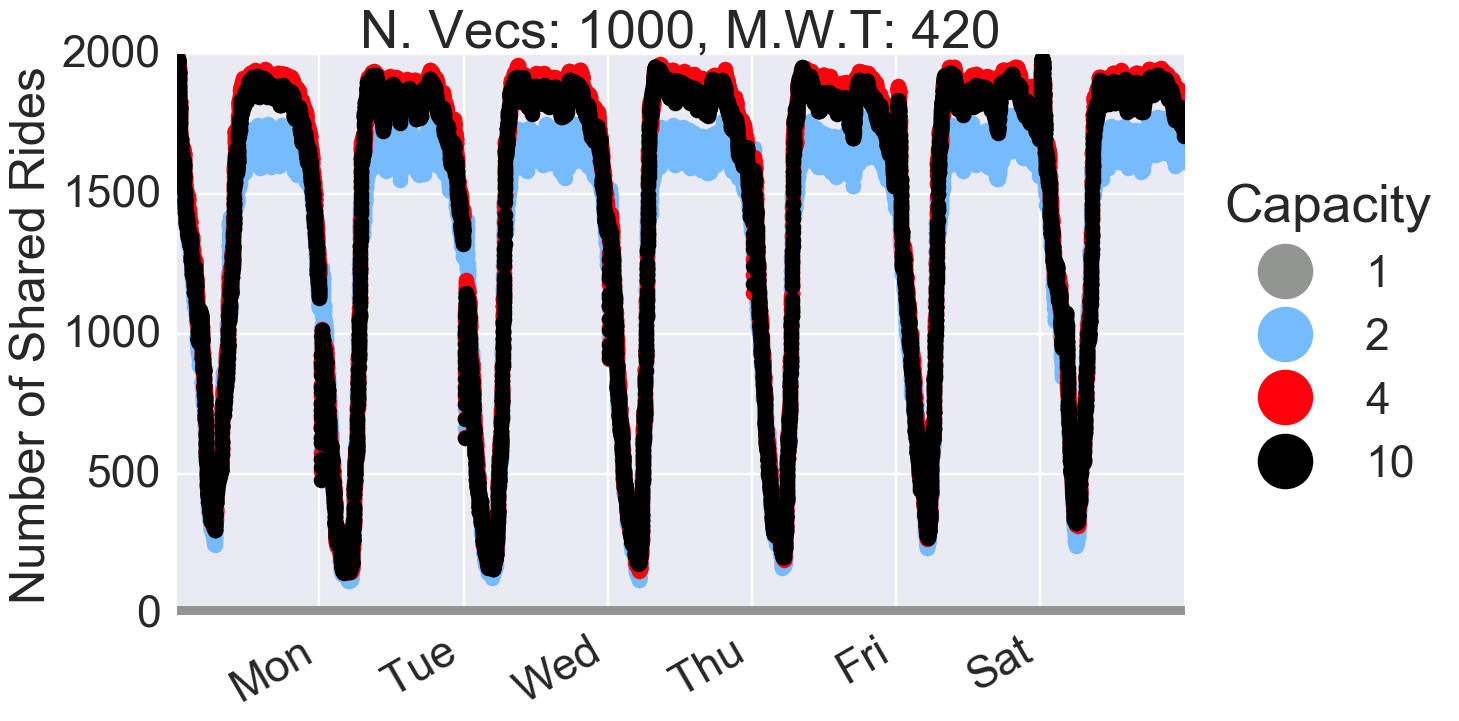 N. Vecs: 1000, M.W.T: 420
Number of Shared Rides
2000
1500
1000
500
0
Mon
Tue
Wed
Thu
Fri
Sat
Capacity
1
2
4
10